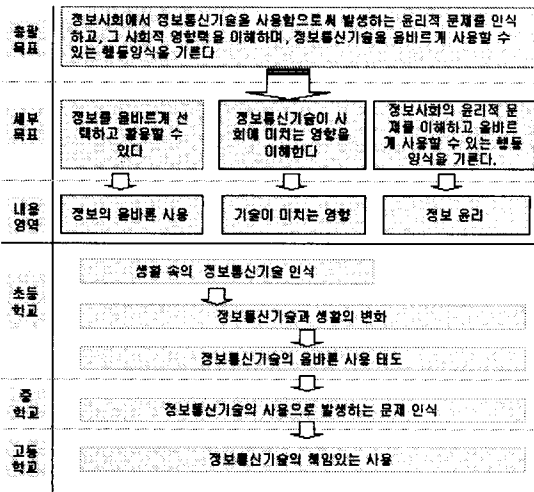 총괄
목표
정보사회에서 정보통신기술을 사용함으로써 발생하는 윤리적 문제를 인식
하고, 그 사회적 영향력을 이해하며, 정보통신기술을 올바르게 사용할 수
있는 행동양식을 기른다
세부
목표
정보를 올바르게 선
택하고 활용할 수
있다
정보통신기술이 사
회에 미치는 영향을
이해한다
정보사회의 윤리적 문
제를 이해하고 올바르
게 사용할 수 있는 행동
양식을 기른다.
내용
영역
정보의 올바른 사용
기술이 미치는 영향
정보 윤리
초등
학교
생활 속의 정보통신기술 인식
정보통신기술과 생활의 변화
정보통신기술의 올바른 사용 태도
중
학교
정보통신기술의 사용으로 발생하는 문제 인식
고등
학교
정보통신기술의 책임있는 사용